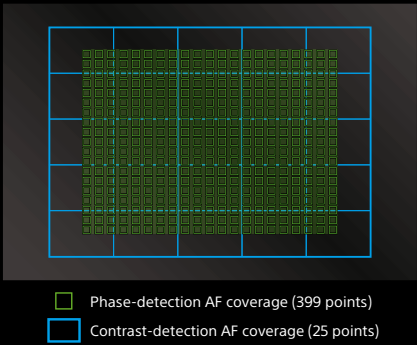 Phase-detection AF coverage (399 points)
Contrast-detection AF coverage (25 points)